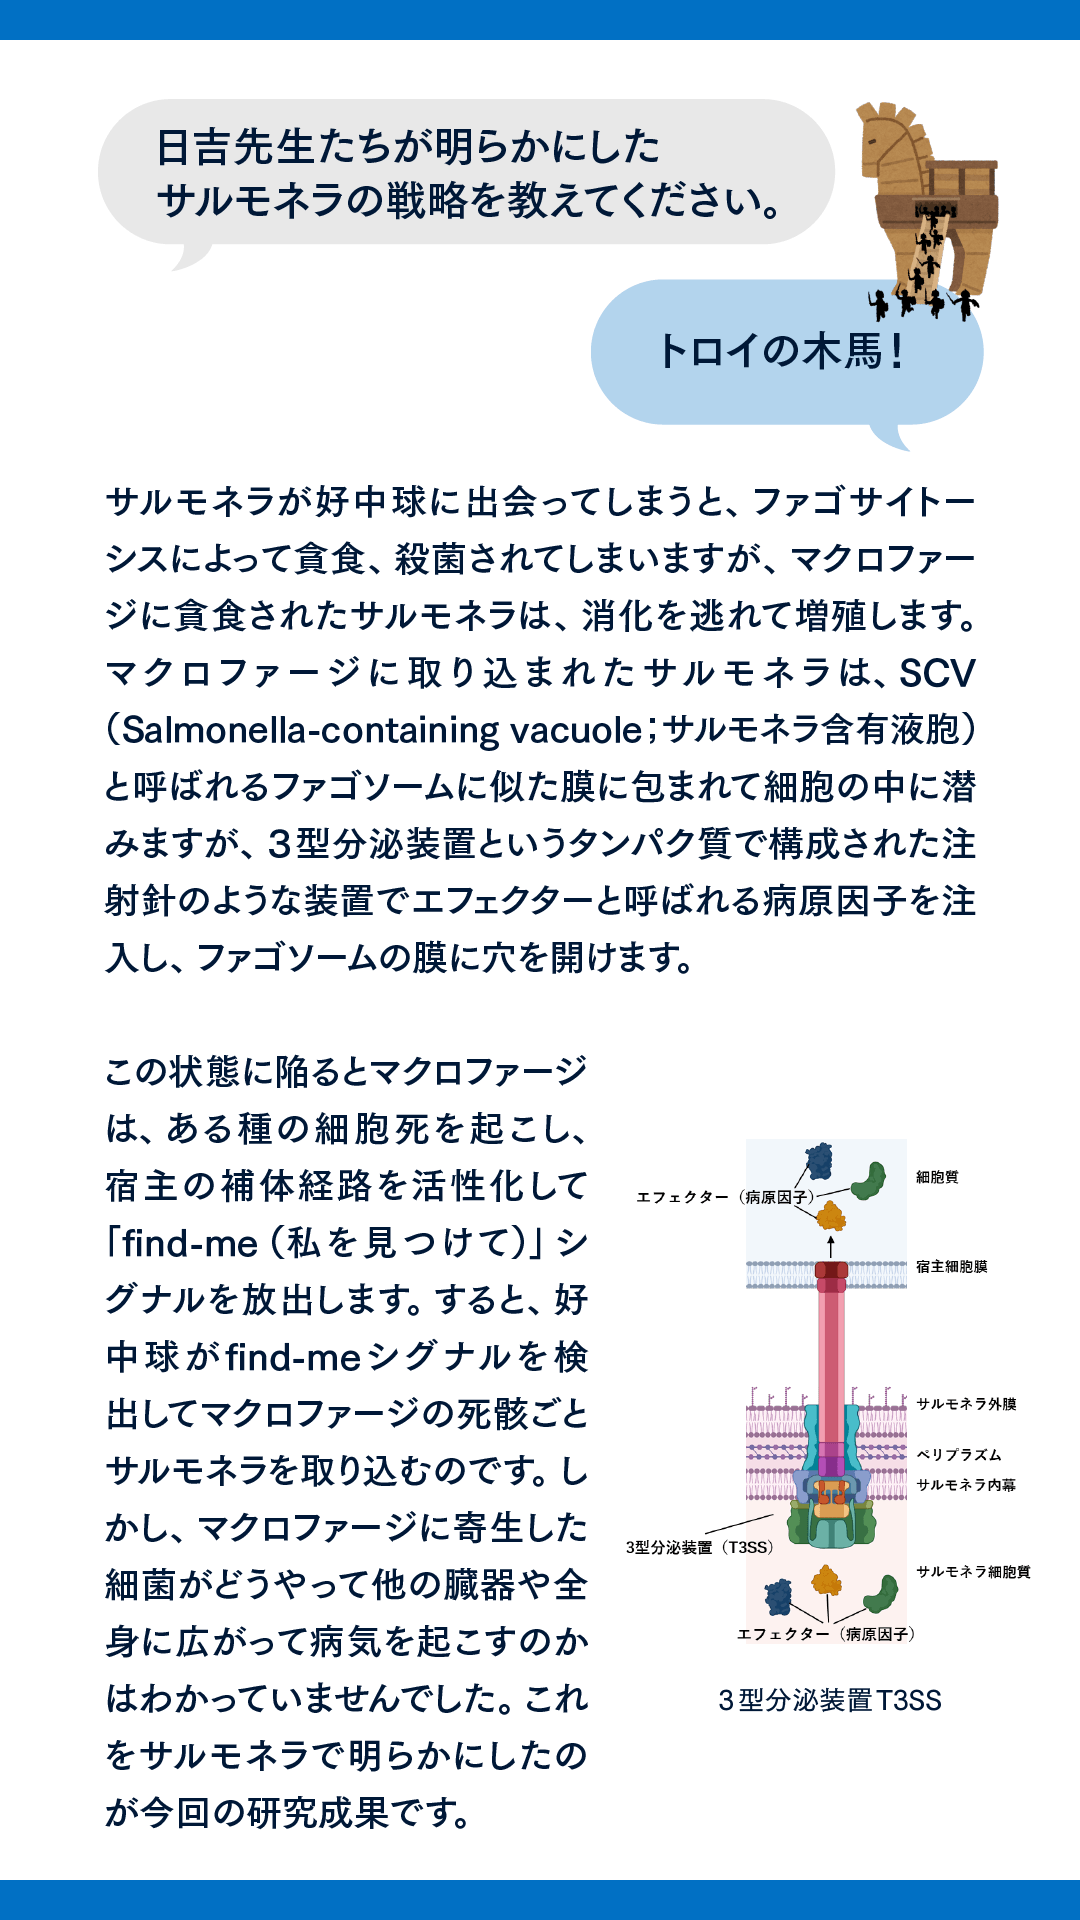 日吉先生たちが明らかにした
サルモネラの戦略を教えてください。
トロイの木馬！
サルモネラが好中球に出会ってしまうと、ファゴサイトー
シスによって貪食、殺菌されてしまいますが、マクロファー
ジに貪食されたサルモネラは、消化を逃れて増殖します。
マクロファージに取り込まれたサルモネラは、SCV
（Salmonella-containing vacuole；サルモネラ含有液胞）
と呼ばれるファゴソームに似た膜に包まれて細胞の中に潜
みますが、３型分泌装置というタンパク質で構成された注
射針のような装置でエフェクターと呼ばれる病原因子を注
入し、ファゴソームの膜に穴を開けます。
この状態に陥るとマクロファージ
は、ある種の細胞死を起こし、
宿主の補体経路を活性化して
「find-me（私を見つけて）」シ
グナルを放出します。すると、好
中球がfind-meシグナルを検
出してマクロファージの死骸ごと
サルモネラを取り込むのです。し
かし、マクロファージに寄生した
細菌がどうやって他の臓器や全
身に広がって病気を起こすのか
はわかっていませんでした。これ
をサルモネラで明らかにしたの
が今回の研究成果です。
細胞質
エフェクター（病原因子）
宿主細胞膜
サルモネラ外膜
ペリプラズム
サルモネラ内幕
3型分泌装置（T3SS）
サルモネラ細胞質
エフェクター（病原因子）
３型分泌装置T3SS